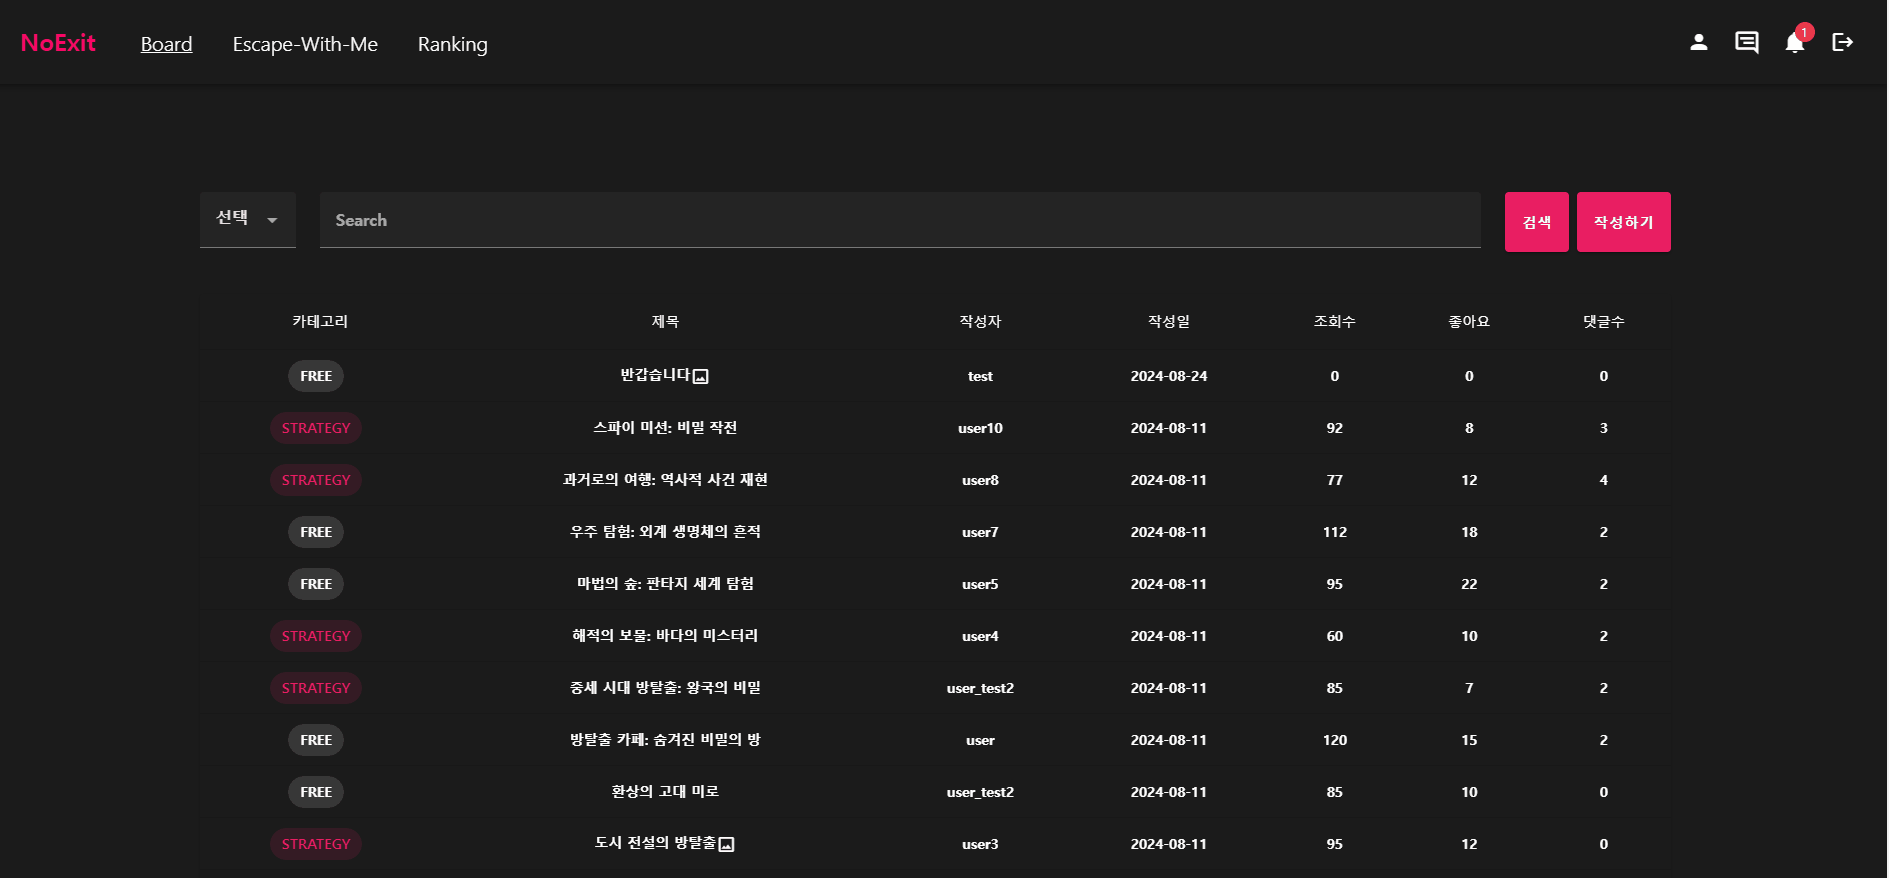 NoExit Board Escape-With-Me Ranking 1
선택 Search 검색 작성하기
카테고리 제목 작성자 작성일 조회수 좋아요 댓글수
FREE 반갑습니다 test 2024-08-24 0 0 0
STRATEGY 스파이 미션: 비밀 작전 user10 2024-08-11 92 8 3
STRATEGY 과거로의 여행: 역사적 사건 재현 user8 2024-08-11 77 12 4
FREE 우주 탐험: 외계 생명체의 흔적 user7 2024-08-11 112 18 2
FREE 마법의 숲: 판타지 세계 탐험 user5 2024-08-11 95 22 2
STRATEGY 해적의 보물: 바다의 미스터리 user4 2024-08-11 60 10 2
STRATEGY 중세 시대 방탈출: 왕국의 비밀 user_test2 2024-08-11 85 7 2
FREE 방탈출 카페: 숨겨진 비밀의 방 user 2024-08-11 120 15 2
FREE 환상의 고대 미로 user_test2 2024-08-11 85 10 0
STRATEGY 도시 전설의 방탈출 user3 2024-08-11 95 12 0